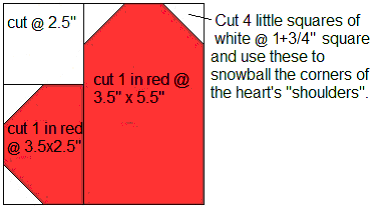 cut @ 2.5"
cut 1 in red @
3.5" x 5.5"
cut 1 in red
@ 3.5x2.5"
Cut 4 little squares of
white @ 1+3/4" square
and use these to
snowball the corners of
the heart's "shoulders".